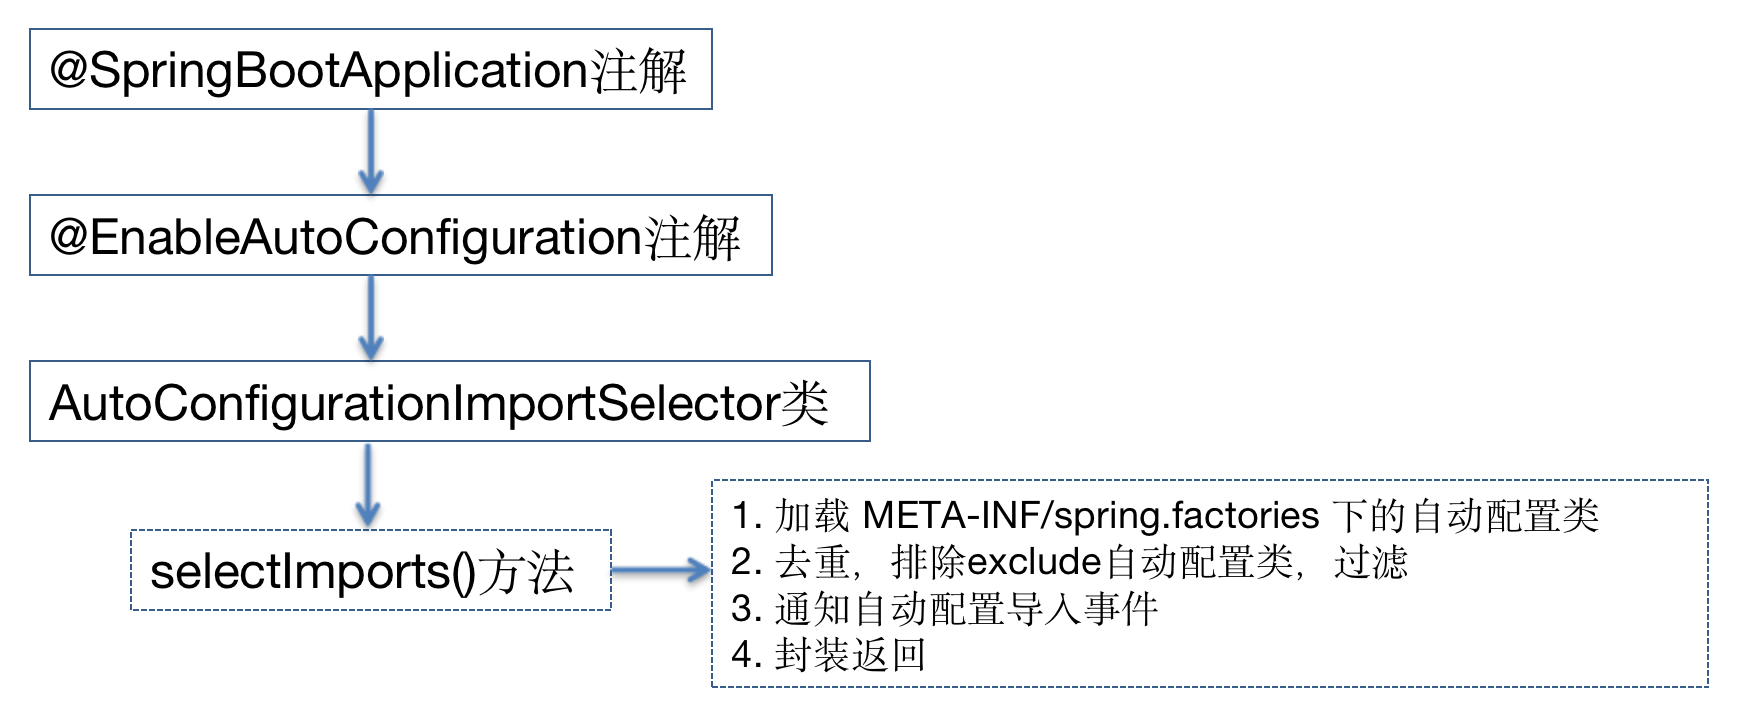 @SpringBootApplication注解
@EnableAutoConfiguration注解
AutoConfigurationImportSelector类
selectImports()方法
1. 加载 META-INF/spring.factories 下的自动配置类
2. 去重，排除exclude自动配置类，过滤
3. 通知自动配置导入事件
4. 封装返回